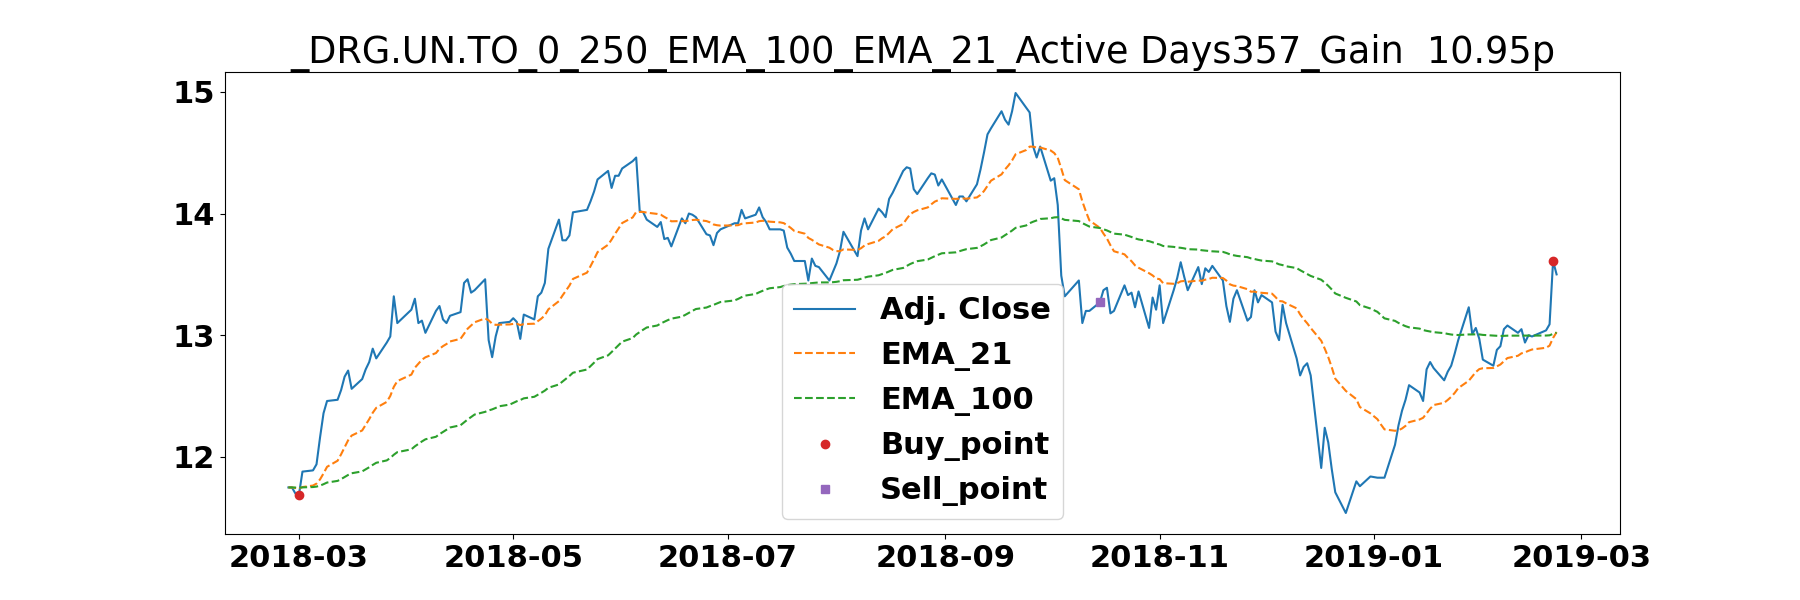 _DRG.UN.TO_0_250_EMA_100_EMA_21_Active Days357_Gain  10.95p
15
14
13
12
Adj. Close
EMA_21
EMA_100
Buy_point
Sell_point
2018-03 2018-05 2018-07 2018-09 2018-11 2019-01 2019-03